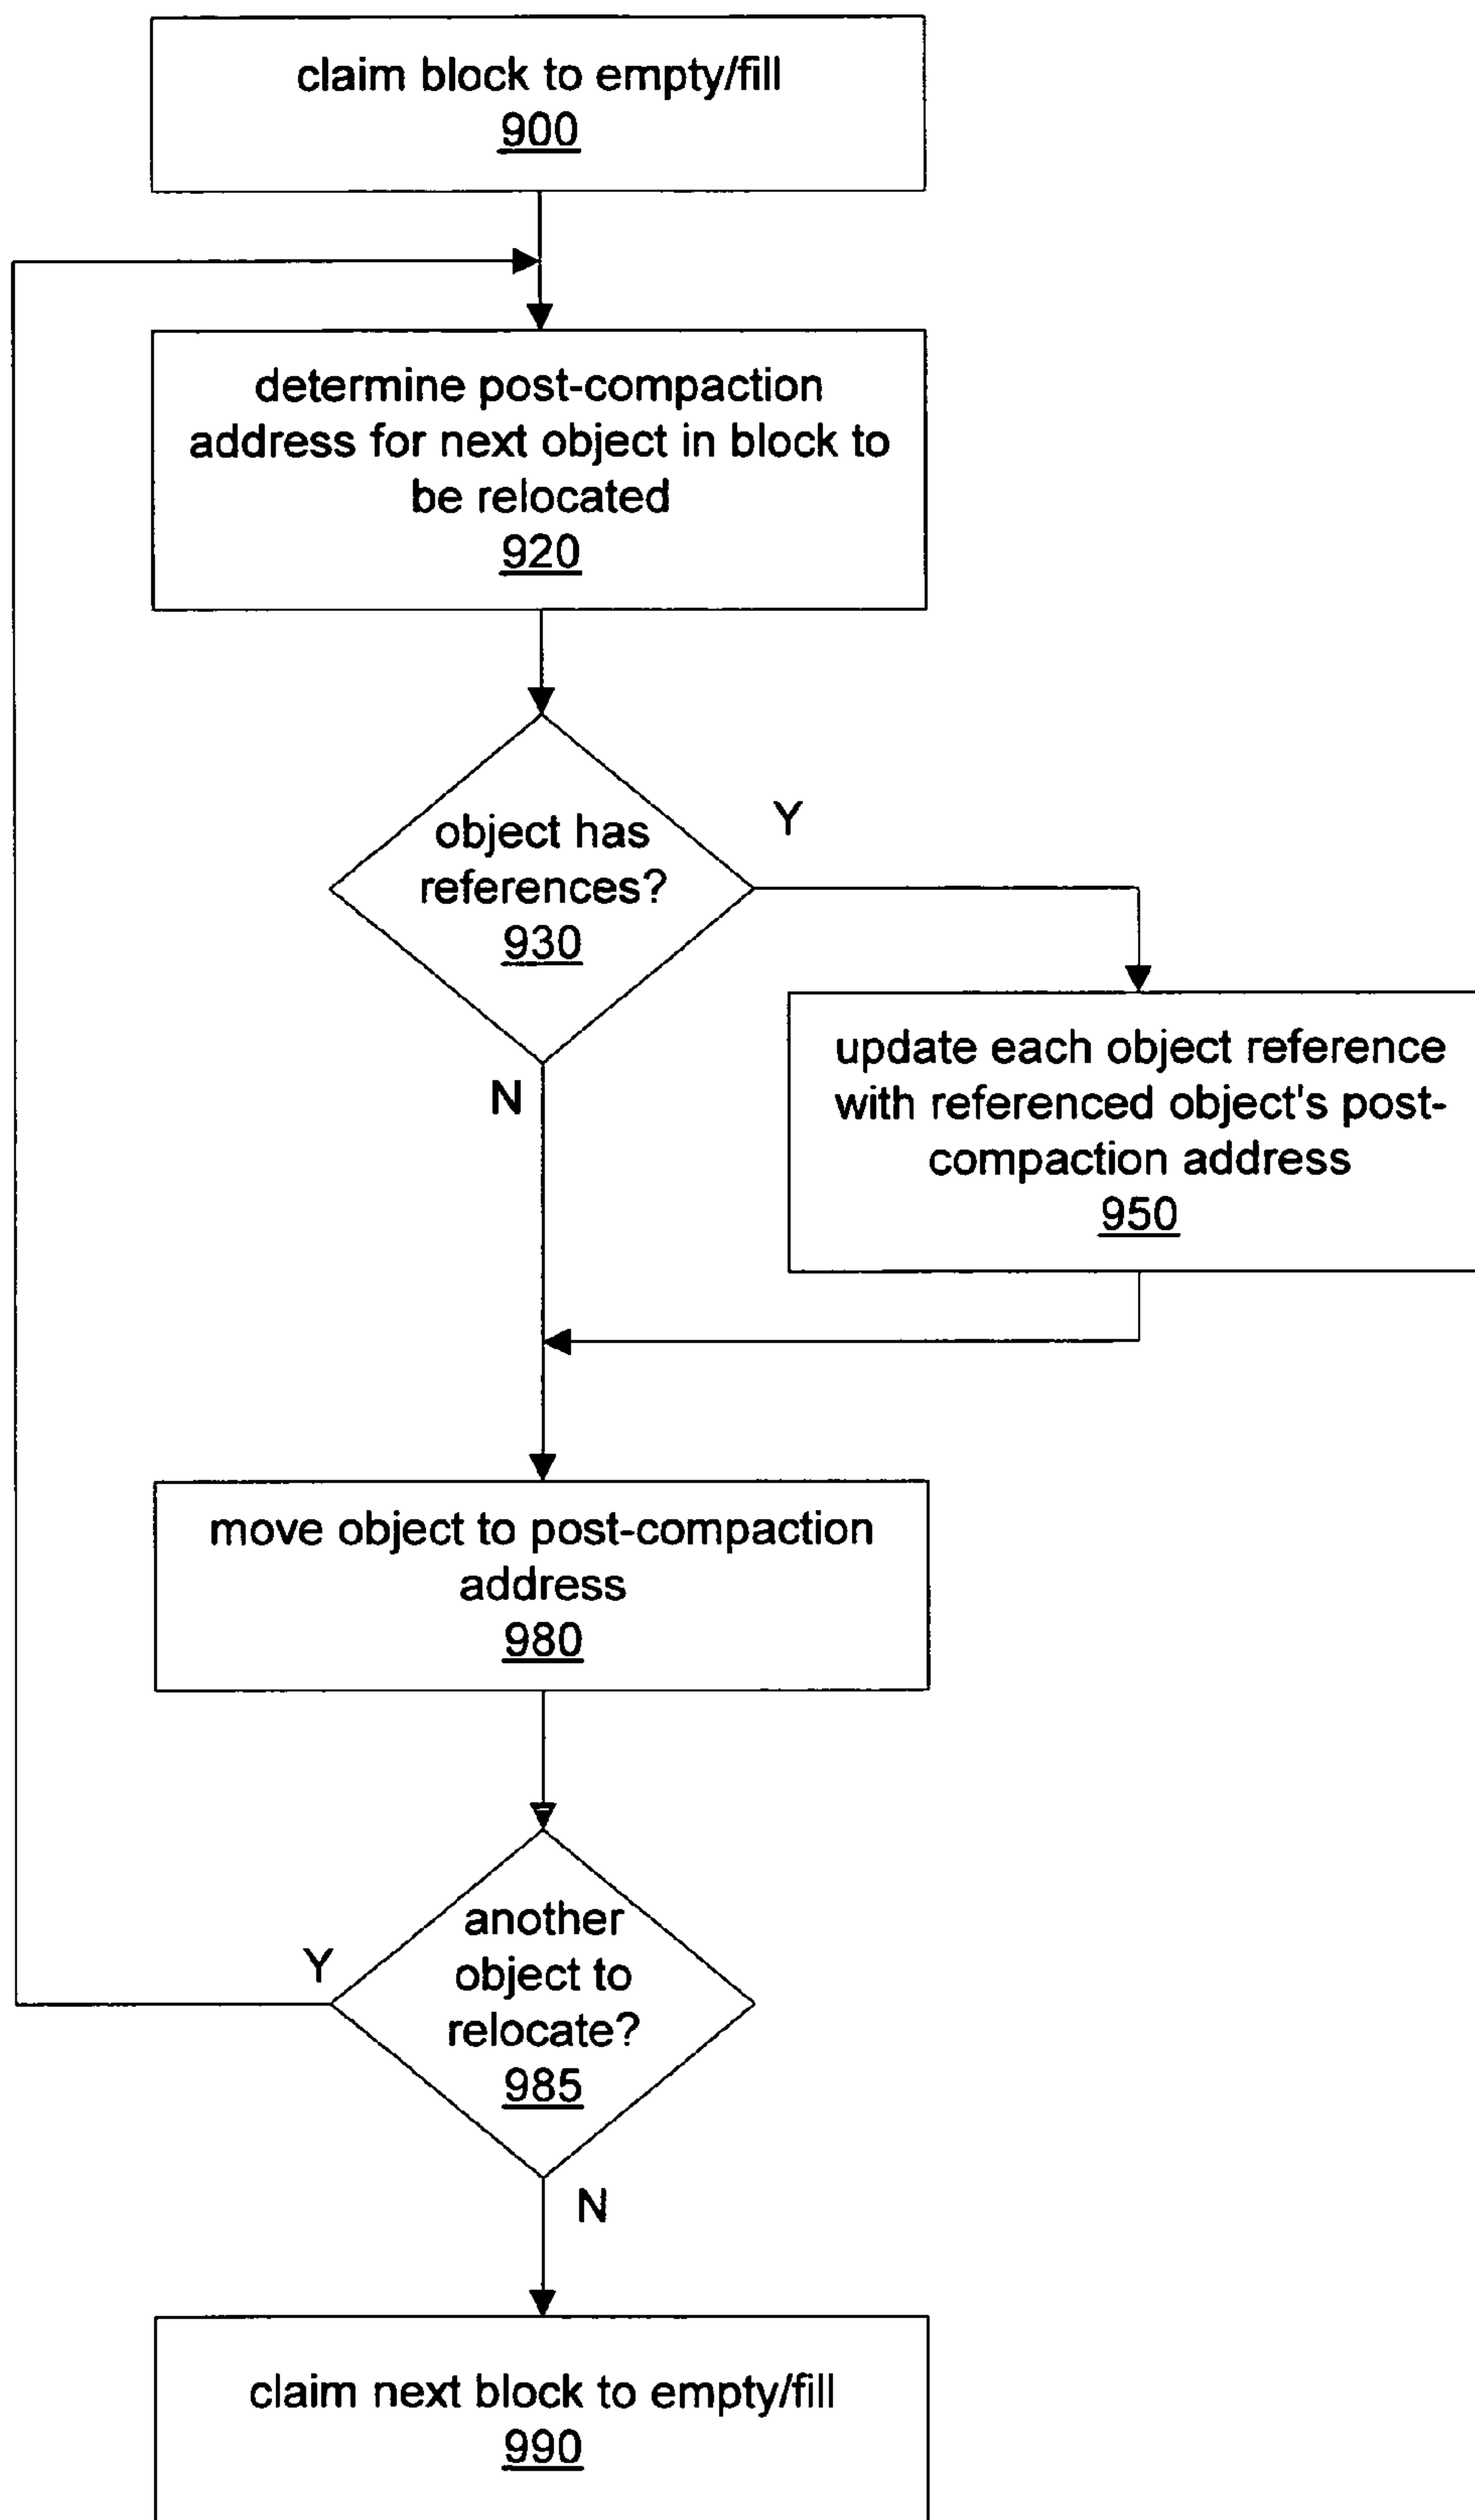 claim block to empty/fill
900
determine post-compaction
address for next object in block to
be relocated
920
object has
references?
930
Y
N
update each object reference
with referenced object's post-
compaction address
950
move object to post-compaction
address
980
another
object to
relocate?
985
Y
N
claim next block to empty/fill
990